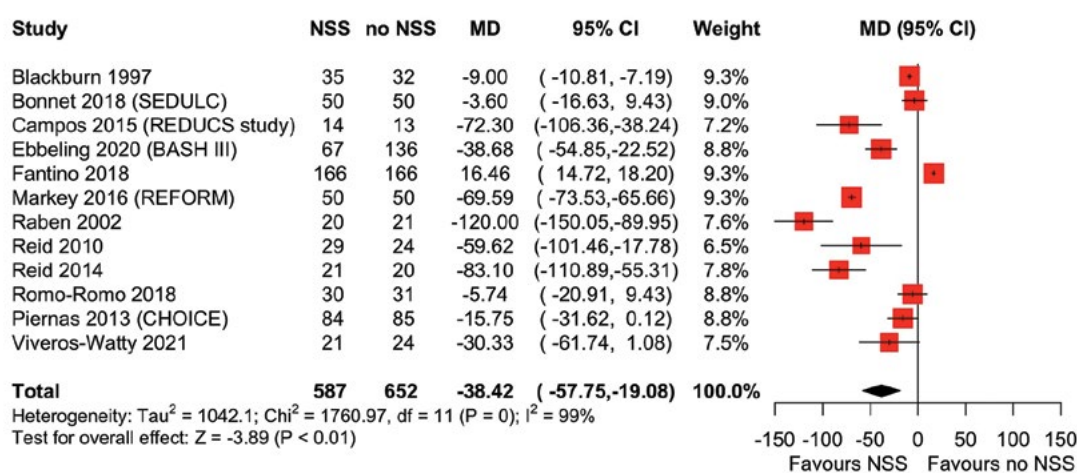 Study NSS no NSS MD 95% CI Weight MD (95% CI)
Blackburn 1997 35 32 -9.00 ( -10.81, -7.19) 9.3%
Bonnet 2018 (SEDULC) 50 50 -3.60 ( -16.63, 9.43) 9.0%
Campos 2015 (REDUCS study) 14 13 -72.30 (-106.36,-38.24) 7.2%
Ebbeling 2020 (BASH III) 67 136 -38.68 ( -54.85,-22.52) 8.8%
Fantino 2018 166 166 16.46 ( 14.72, 18.20) 9.3%
Markey 2016 (REFORM) 50 50 -69.59 ( -73.53,-65.66) 9.3%
Raben 2002 20 21 -120.00 (-150.05,-89.95) 7.6%
Reid 2010 29 24 -59.62 (-101.46,-17.78) 6.5%
Reid 2014 21 20 -83.10 (-110.89,-55.31) 7.8%
Romo-Romo 2018 30 31 -5.74 ( -20.91, 9.43) 8.8%
Piernas 2013 (CHOICE) 84 85 -15.75 ( -31.62, 0.12) 8.8%
Viveros-Watty 2021 21 24 -30.33 ( -61.74, 1.08) 7.5%
Total 587 652 -38.42 ( -57.75,-19.08) 100.0%
Heterogeneity: Tau² = 1042.1; Chi² = 1760.97, df = 11 (P = 0); I² = 99%
Test for overall effect: Z = -3.89 (P < 0.01)
-150 -100 -50 0 50 100 150
Favours NSS Favours no NSS